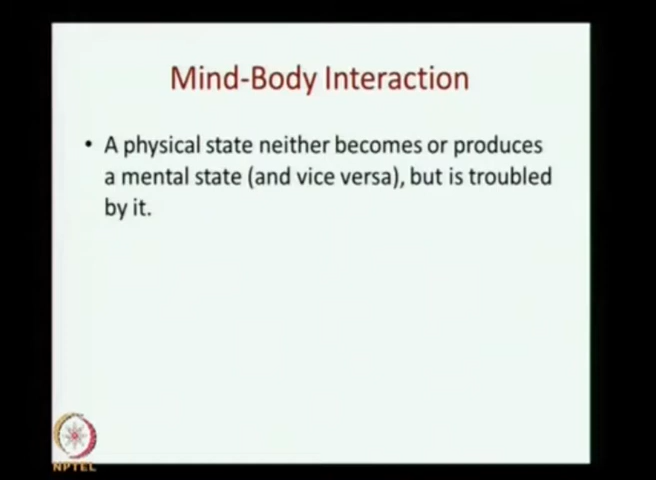 Mind-Body Interaction
• A physical state neither becomes or produces
a mental state (and vice versa), but is troubled
by it.
NPTEL